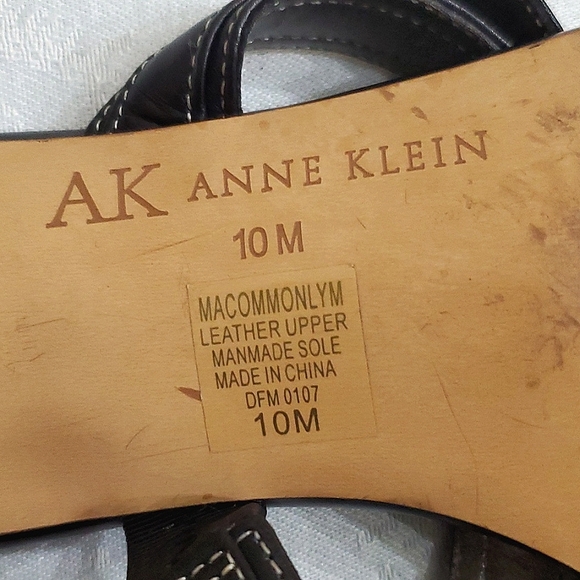 AK ANNE KLEIN
10 M
MACOMMONLYM
LEATHER UPPER
MANMADE SOLE
MADE IN CHINA
DFM 0107
10M